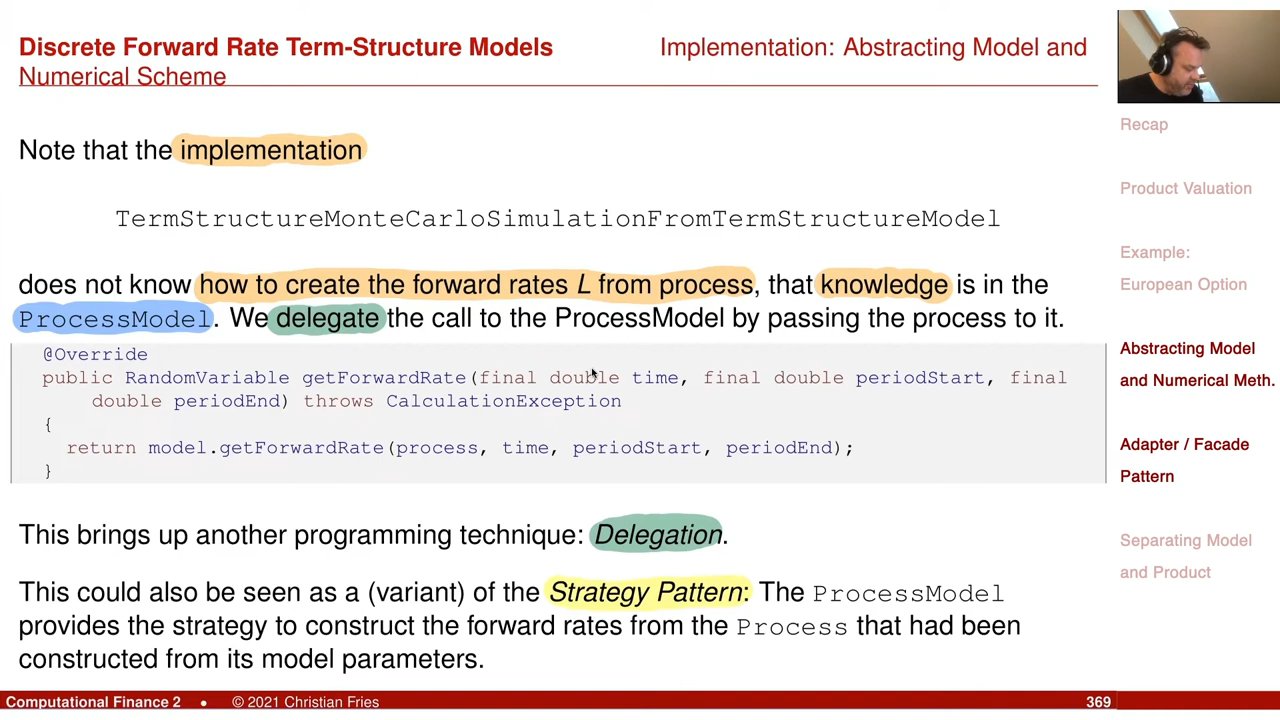 Discrete Forward Rate Term-Structure Models Implementation: Abstracting Model and
Numerical Scheme
Note that the implementation
TermStructureMonteCarloSimulationFromTermStructureModel
does not know how to create the forward rates L from process, that knowledge is in the
ProcessModel. We delegate the call to the ProcessModel by passing the process to it.
@Override
public RandomVariable getForwardRate(final double time, final double periodStart, final
double periodEnd) throws CalculationException
{
return model.getForwardRate(process, time, periodStart, periodEnd);
}
This brings up another programming technique: Delegation.
This could also be seen as a (variant) of the Strategy Pattern: The ProcessModel
provides the strategy to construct the forward rates from the Process that had been
constructed from its model parameters.
Recap
Product Valuation
Example:
European Option
Abstracting Model
and Numerical Meth.
Adapter / Facade
Pattern
Separating Model
and Product
Computational Finance 2 • © 2021 Christian Fries 369